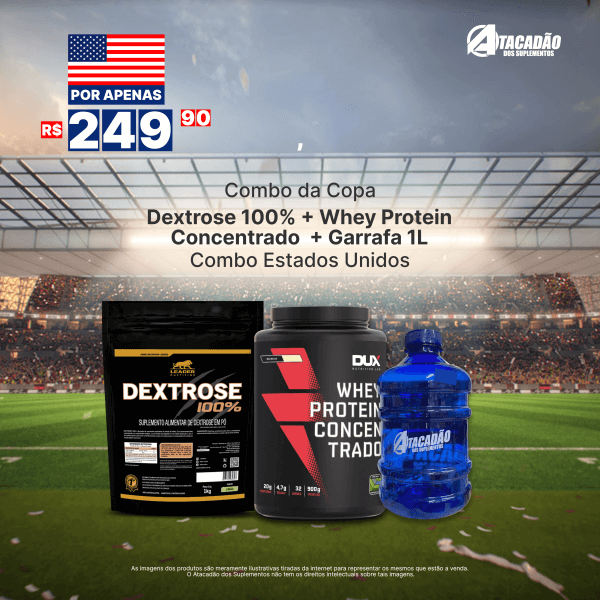 ATACADÃO
DOS SUPLEMENTOS
POR APENAS
R$ 249 90
,
Combo da Copa
Dextrose 100% + Whey Protein
Concentrado + Garrafa 1L
Combo Estados Unidos
LEADER
NUTRITION
DEXTROSE
100%
SUPLEMENTO ALIMENTAR DE DEXTROSE EM PÓ
1kg
DUX
NUTRITION LAB
WHEY
PROTEIN
CONCEN
TRADO
20g 4.7g 32 900g
ATACADÃO
DOS SUPLEMENTOS
As imagens dos produtos são meramente ilustrativas tiradas da internet para representar os mesmos que estão a venda.
O Atacadão dos Suplementos não tem os direitos intelectuais sobre tais imagens.